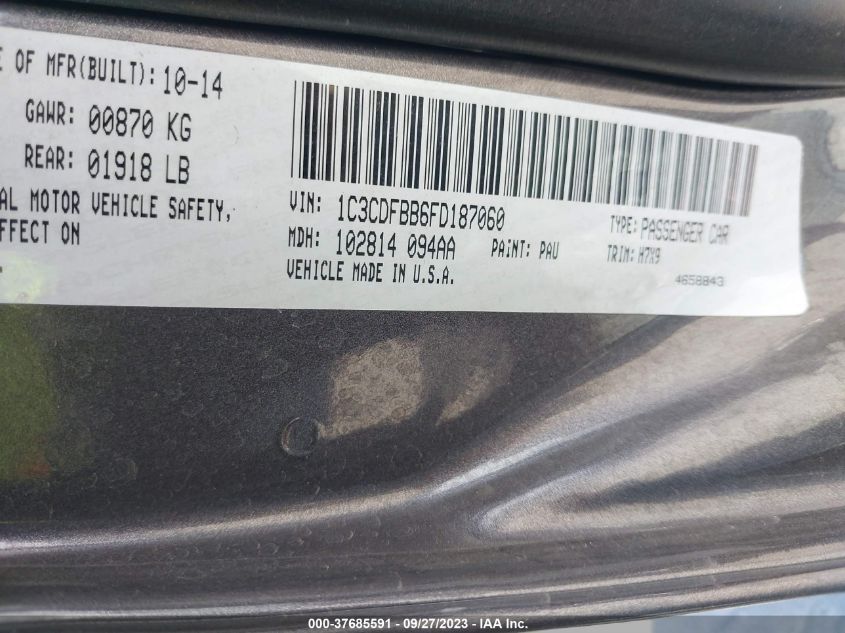 E OF MFR(BUILT): 10-14
GAWR: 00870 KG
REAR: 01918 LB
AL MOTOR VEHICLE SAFETY,
FFECT ON
VIN: 1C3CDFBB6FD187060
MDH: 102814 094AA PAINT: PAU
VEHICLE MADE IN U.S.A.
TYPE: PASSENGER CAR
TRIM: H7X9
4658843
000-37685591 | 09/27/2023 | IAA Inc.